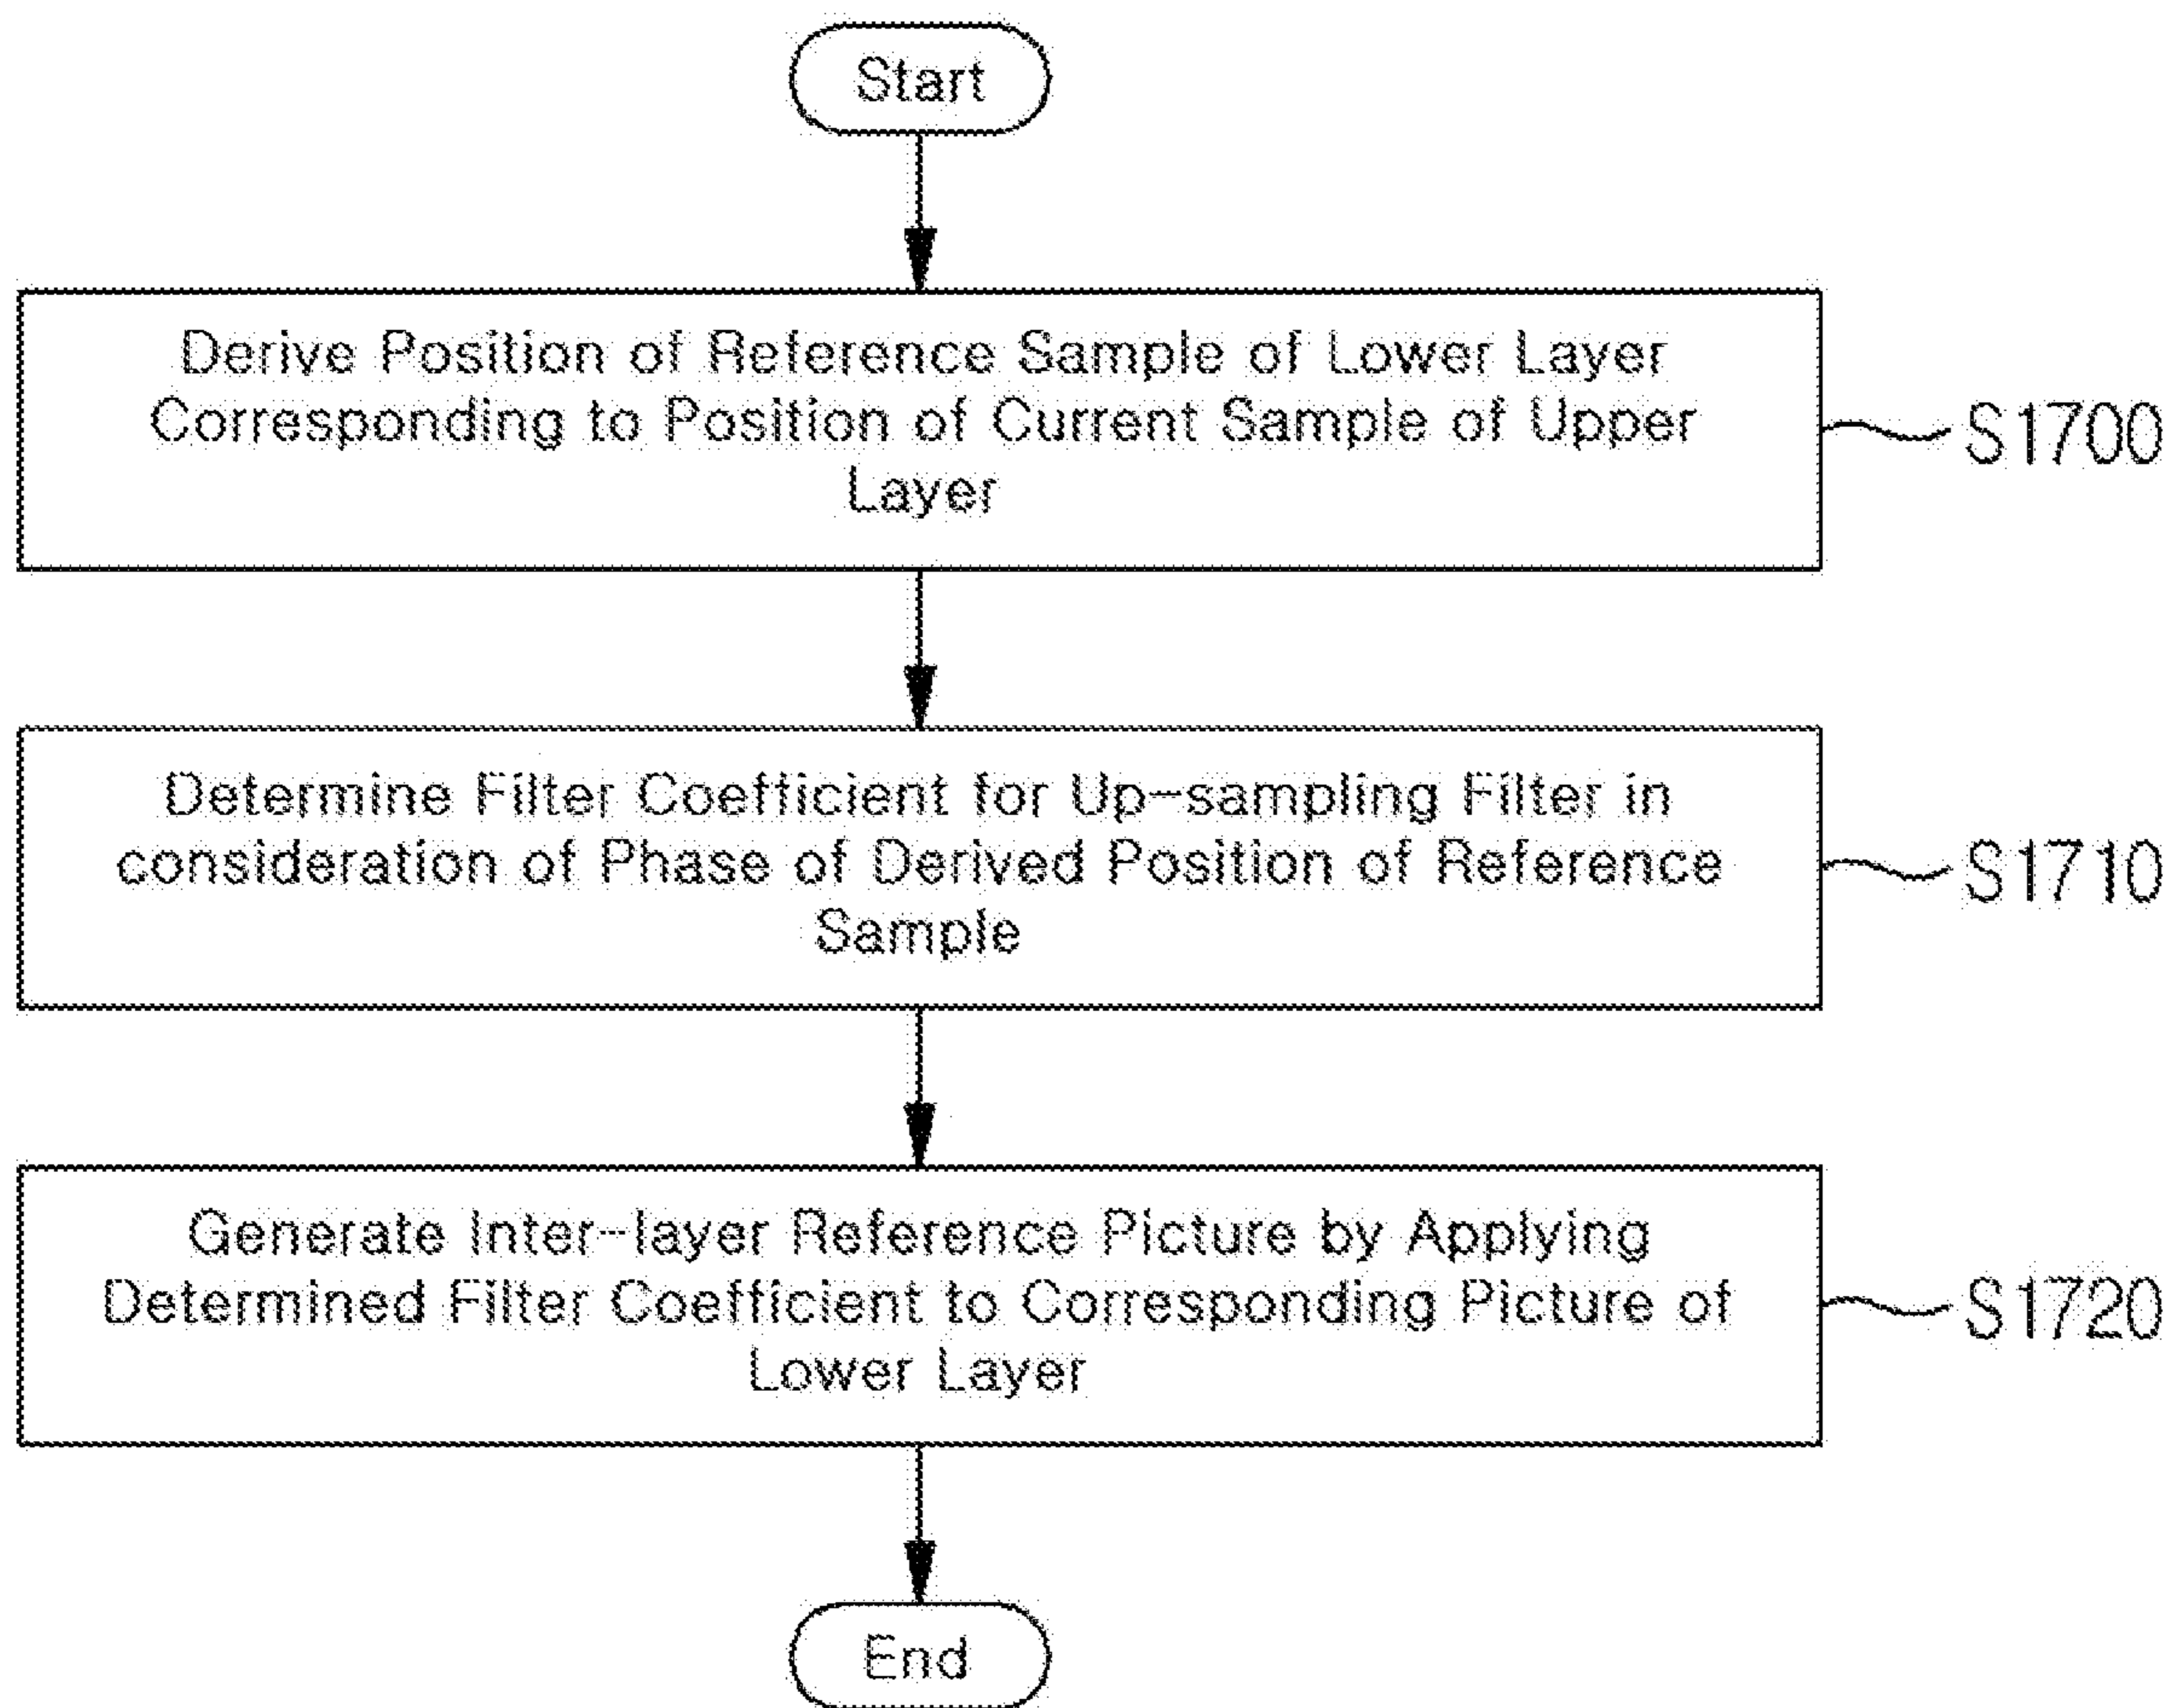 Start
Derive Position of Reference Sample of Lower Layer
Corresponding to Position of Current Sample of Upper
Layer
S1700
Determine Filter Coefficient for Up-sampling Filter in
consideration of Phase of Derived Position of Reference
Sample
S1710
Generate Inter-layer Reference Picture by Applying
Determined Filter Coefficient to Corresponding Picture of
Lower Layer
S1720
End